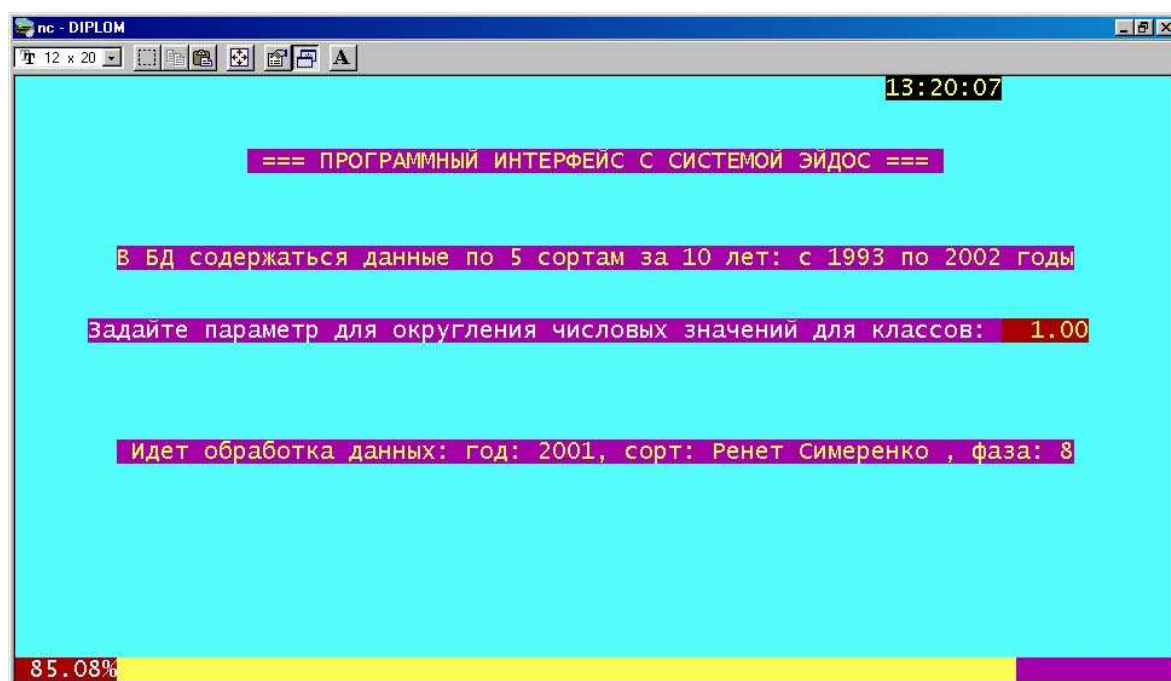 nc - DIPLOM
12 x 20
A
13:20:07
=== ПРОГРАММНЫЙ ИНТЕРФЕЙС С СИСТЕМОЙ ЭЙДОС ===
В БД содержаться данные по 5 сортам за 10 лет: с 1993 по 2002 годы
Задайте параметр для округления числовых значений для классов: 1.00
Идет обработка данных: год: 2001, сорт: Ренет Симеренко , фаза: 8
85.08%